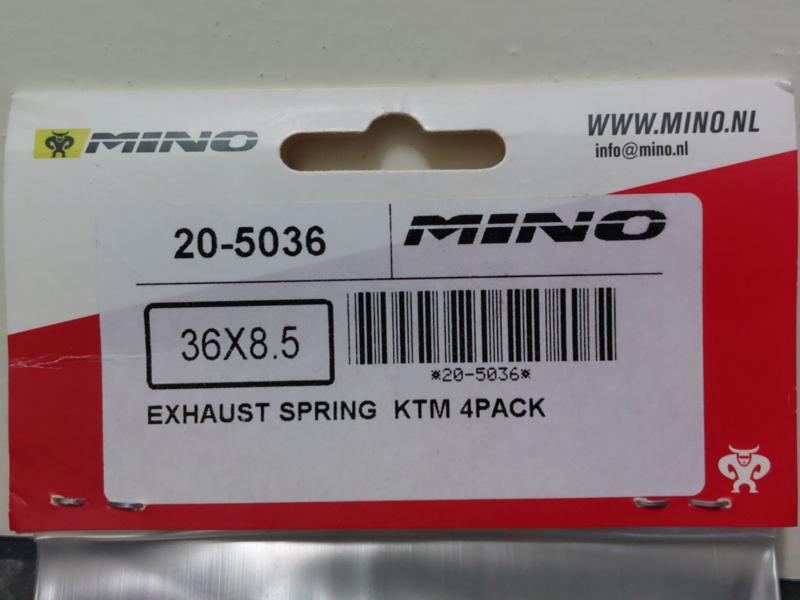 MINO
WWW.MINO.NL
info@mino.nl
20-5036
MINO
36X8.5
*20-5036*
EXHAUST SPRING KTM 4PACK